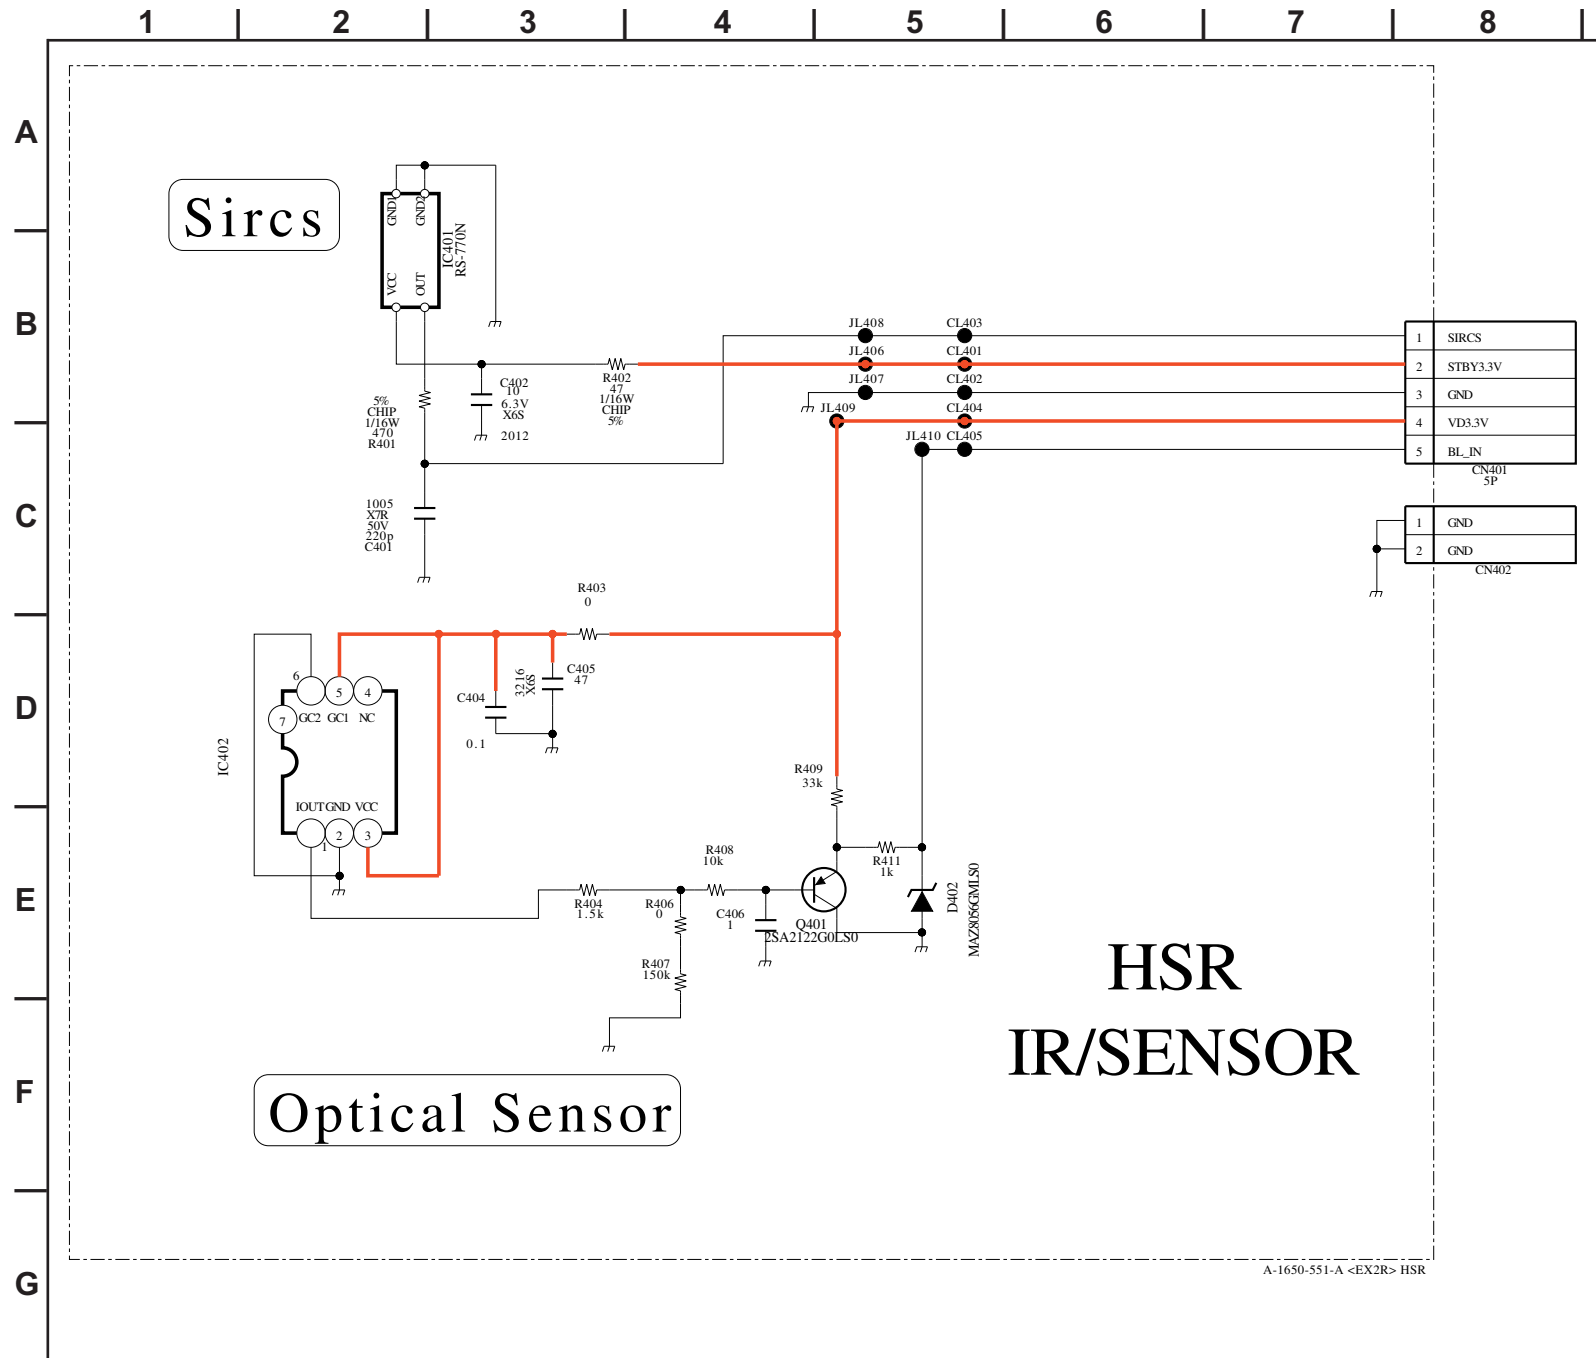 1 2 3 4 5 6 7 8
A
B
C
D
E
F
G
Sircs
GND1
GND2
VCC
OUT
IC401
RS-770N
5%
CHIP
1/16W
470
R401
C402
10
6.3V
X6S
2012
R402
47
1/16W
CHIP
5%
JL408 CL403
JL406 CL401
JL407 CL402
JL409 CL404
JL410 CL405
1 SIRCS
2 STBY3.3V
3 GND
4 VD3.3V
5 BL_IN
CN401
5P
1 GND
2 GND
CN402
1005
X7R
50V
220p
C401
R403
0
6
5
4
7
GC2 GC1 NC
IC402
IOUT GND VCC
1
2
3
C404
0.1
3216
X6S
C405
47
R409
33k
R408
10k
R411
1k
R404
1.5k
R406
0
C406
1
Q401
2SA2122G0LS0
D402
MAZ8056GMLS0
R407
150k
HSR
IR/SENSOR
Optical Sensor
A-1650-551-A <EX2R> HSR